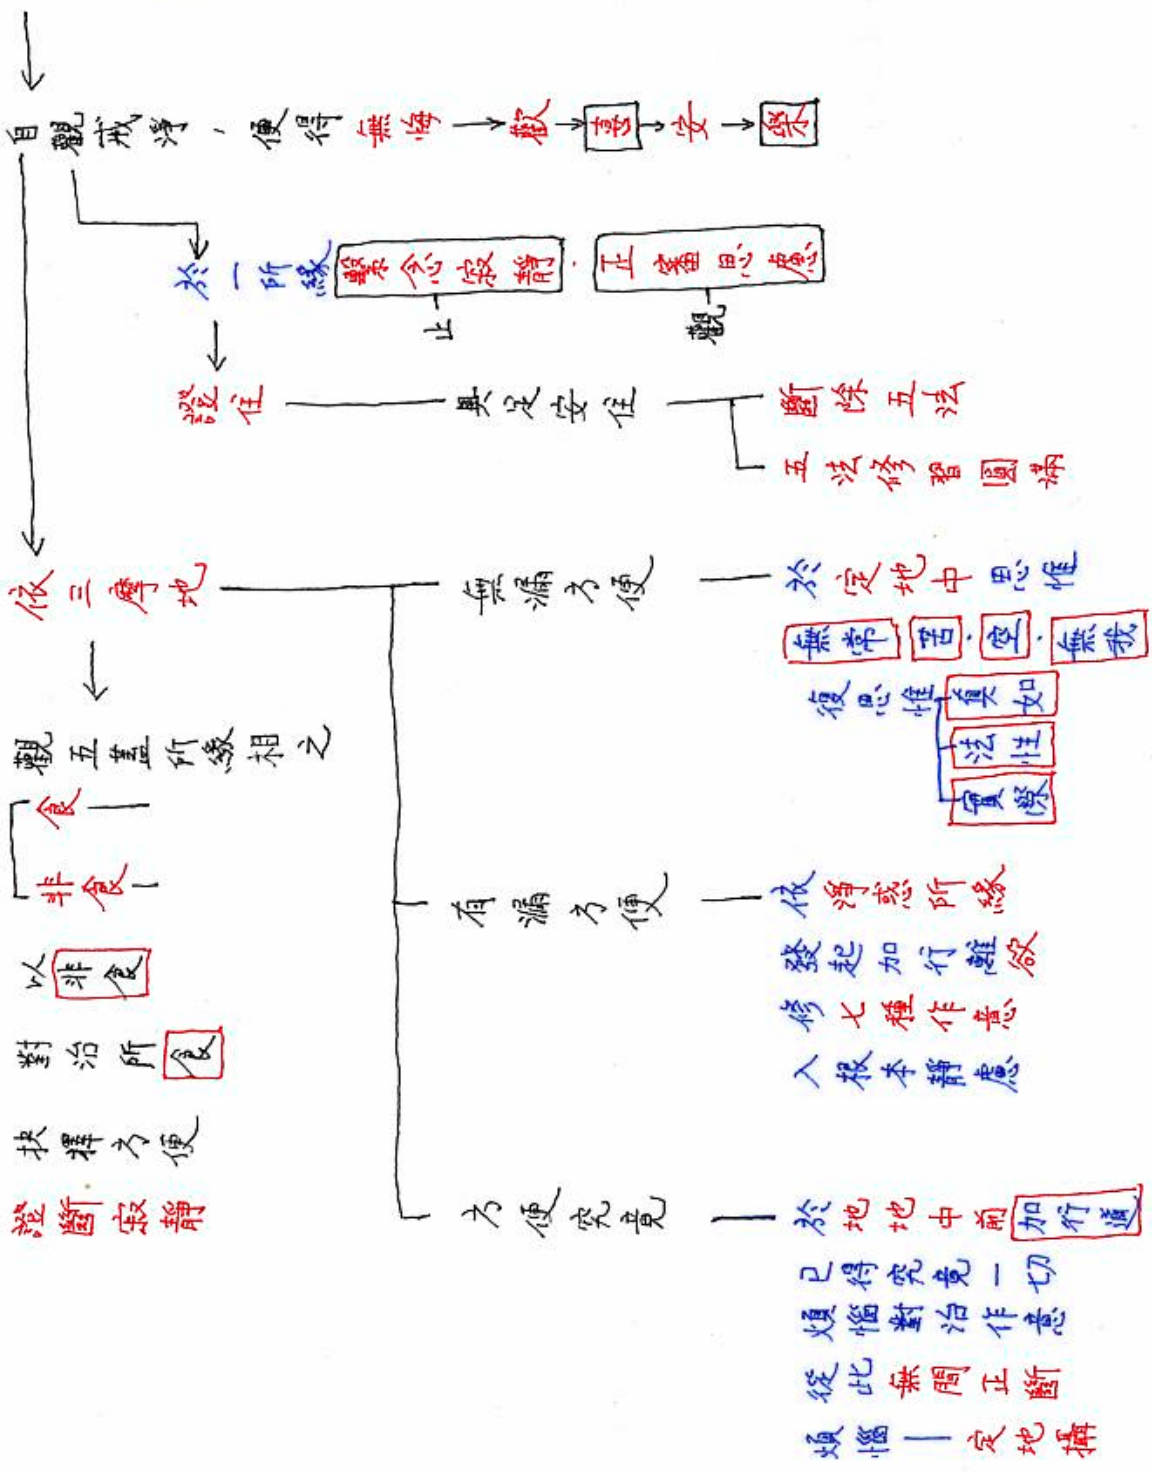 自觀戒淨，便得無悔→歡→喜→安→樂
於一所緣繫念寂靜．正審思慮
止
觀
證住
具足安住
斷除五法
五法修習圓滿
依三摩地
無漏方便
於定地中思惟
無常 苦．空．無我
復思惟真如
法性
實際
觀五蓋所緣相之
食
非食
以非食
對治所食
抉擇方便
證斷寂靜
有漏方便
依淨惑所緣
發起加行離欲
修七種作意
入根本靜慮
方便究竟
於地地中前加行道
已得究竟一切
煩惱對治作意
從此無間正斷
煩惱—定地攝